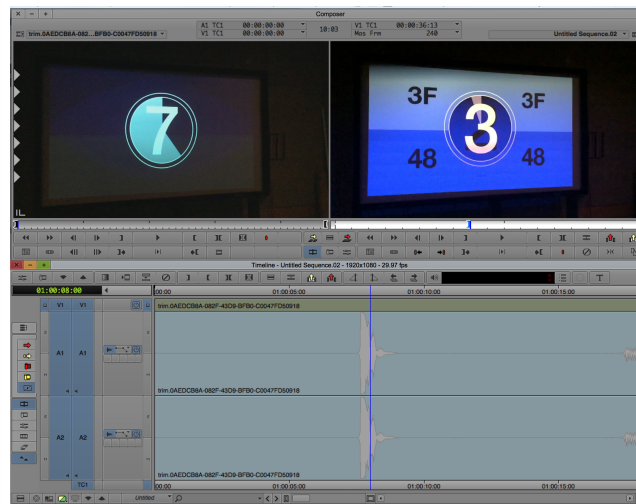 Composer
trim.0AEDCB8A-082...BFB0-C0047FD50918
A1 TC1 00:00:00:00
V1 TC1 00:00:00:00
10:03
V1 TC1 00:00:36:13
Mas Frm 240
Untitled Sequence.02
7
3F 3F
3
48 48
Timeline - Untitled Sequence.02 - 1920x1080 - 29.97 fps
01:00:08:00
00:00 01:00:05:00 01:00:10:00 01:00:15:00
V1 V1 trim.0AEDCB8A-082F-43D9-BFB0-C0047FD50918
A1 A1
trim.0AEDCB8A-082F-43D9-BFB0-C0047FD50918
A2 A2
trim.0AEDCB8A-082F-43D9-BFB0-C0047FD50918
TC1 00:00 01:00:05:00 01:00:10:00 01:00:15:00
Untitled